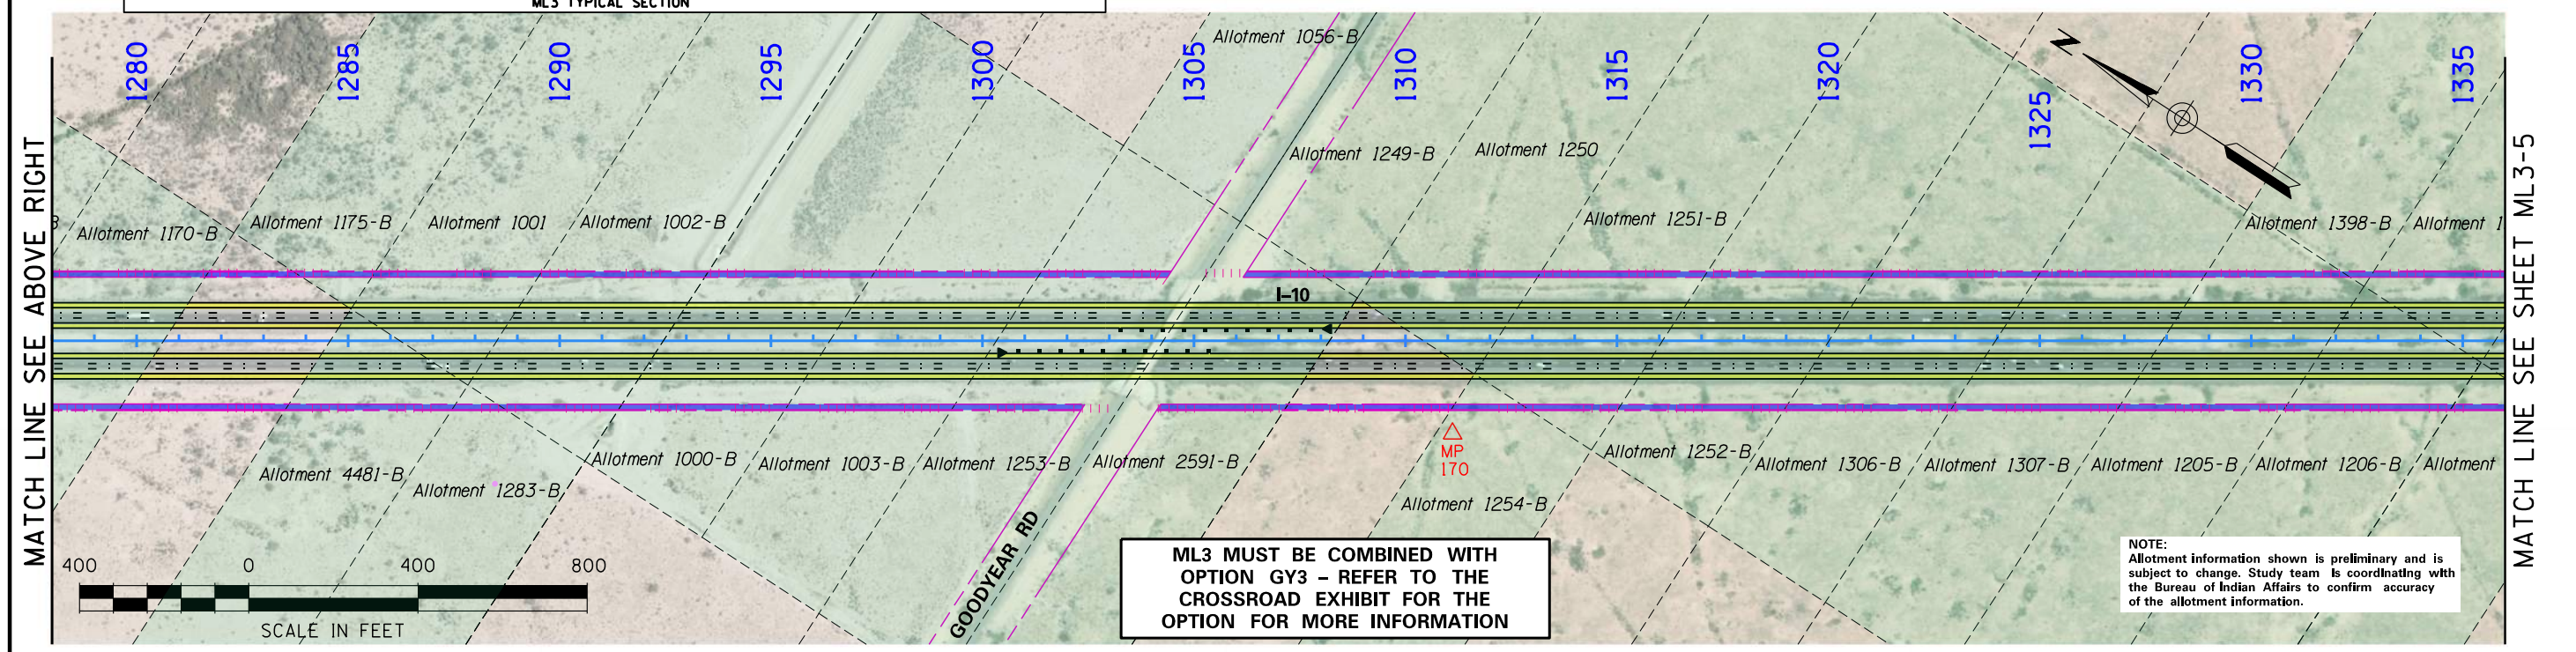 ML3 TYPICAL SECTION
MATCH LINE SEE ABOVE RIGHT
1280
1285
1290
1295
1300
1305
1310
1315
1320
1325
1330
1335
N
Allotment 1056-B
Allotment 1249-B
Allotment 1250
Allotment 1251-B
B
Allotment 1170-B
Allotment 1175-B
Allotment 1001
Allotment 1002-B
Allotment 1398-B
Allotment 1
I-10
MATCH LINE SEE SHEET ML3-5
MP
170
Allotment 4481-B
Allotment 1283-B
Allotment 1000-B
Allotment 1003-B
Allotment 1253-B
Allotment 2591-B
Allotment 1254-B
Allotment 1252-B
Allotment 1306-B
Allotment 1307-B
Allotment 1205-B
Allotment 1206-B
Allotment
GOODYEAR RD
400 0 400 800
SCALE IN FEET
ML3 MUST BE COMBINED WITH
OPTION GY3 – REFER TO THE
CROSSROAD EXHIBIT FOR THE
OPTION FOR MORE INFORMATION
NOTE:
Allotment information shown is preliminary and is
subject to change. Study team is coordinating with
the Bureau of Indian Affairs to confirm accuracy
of the allotment information.